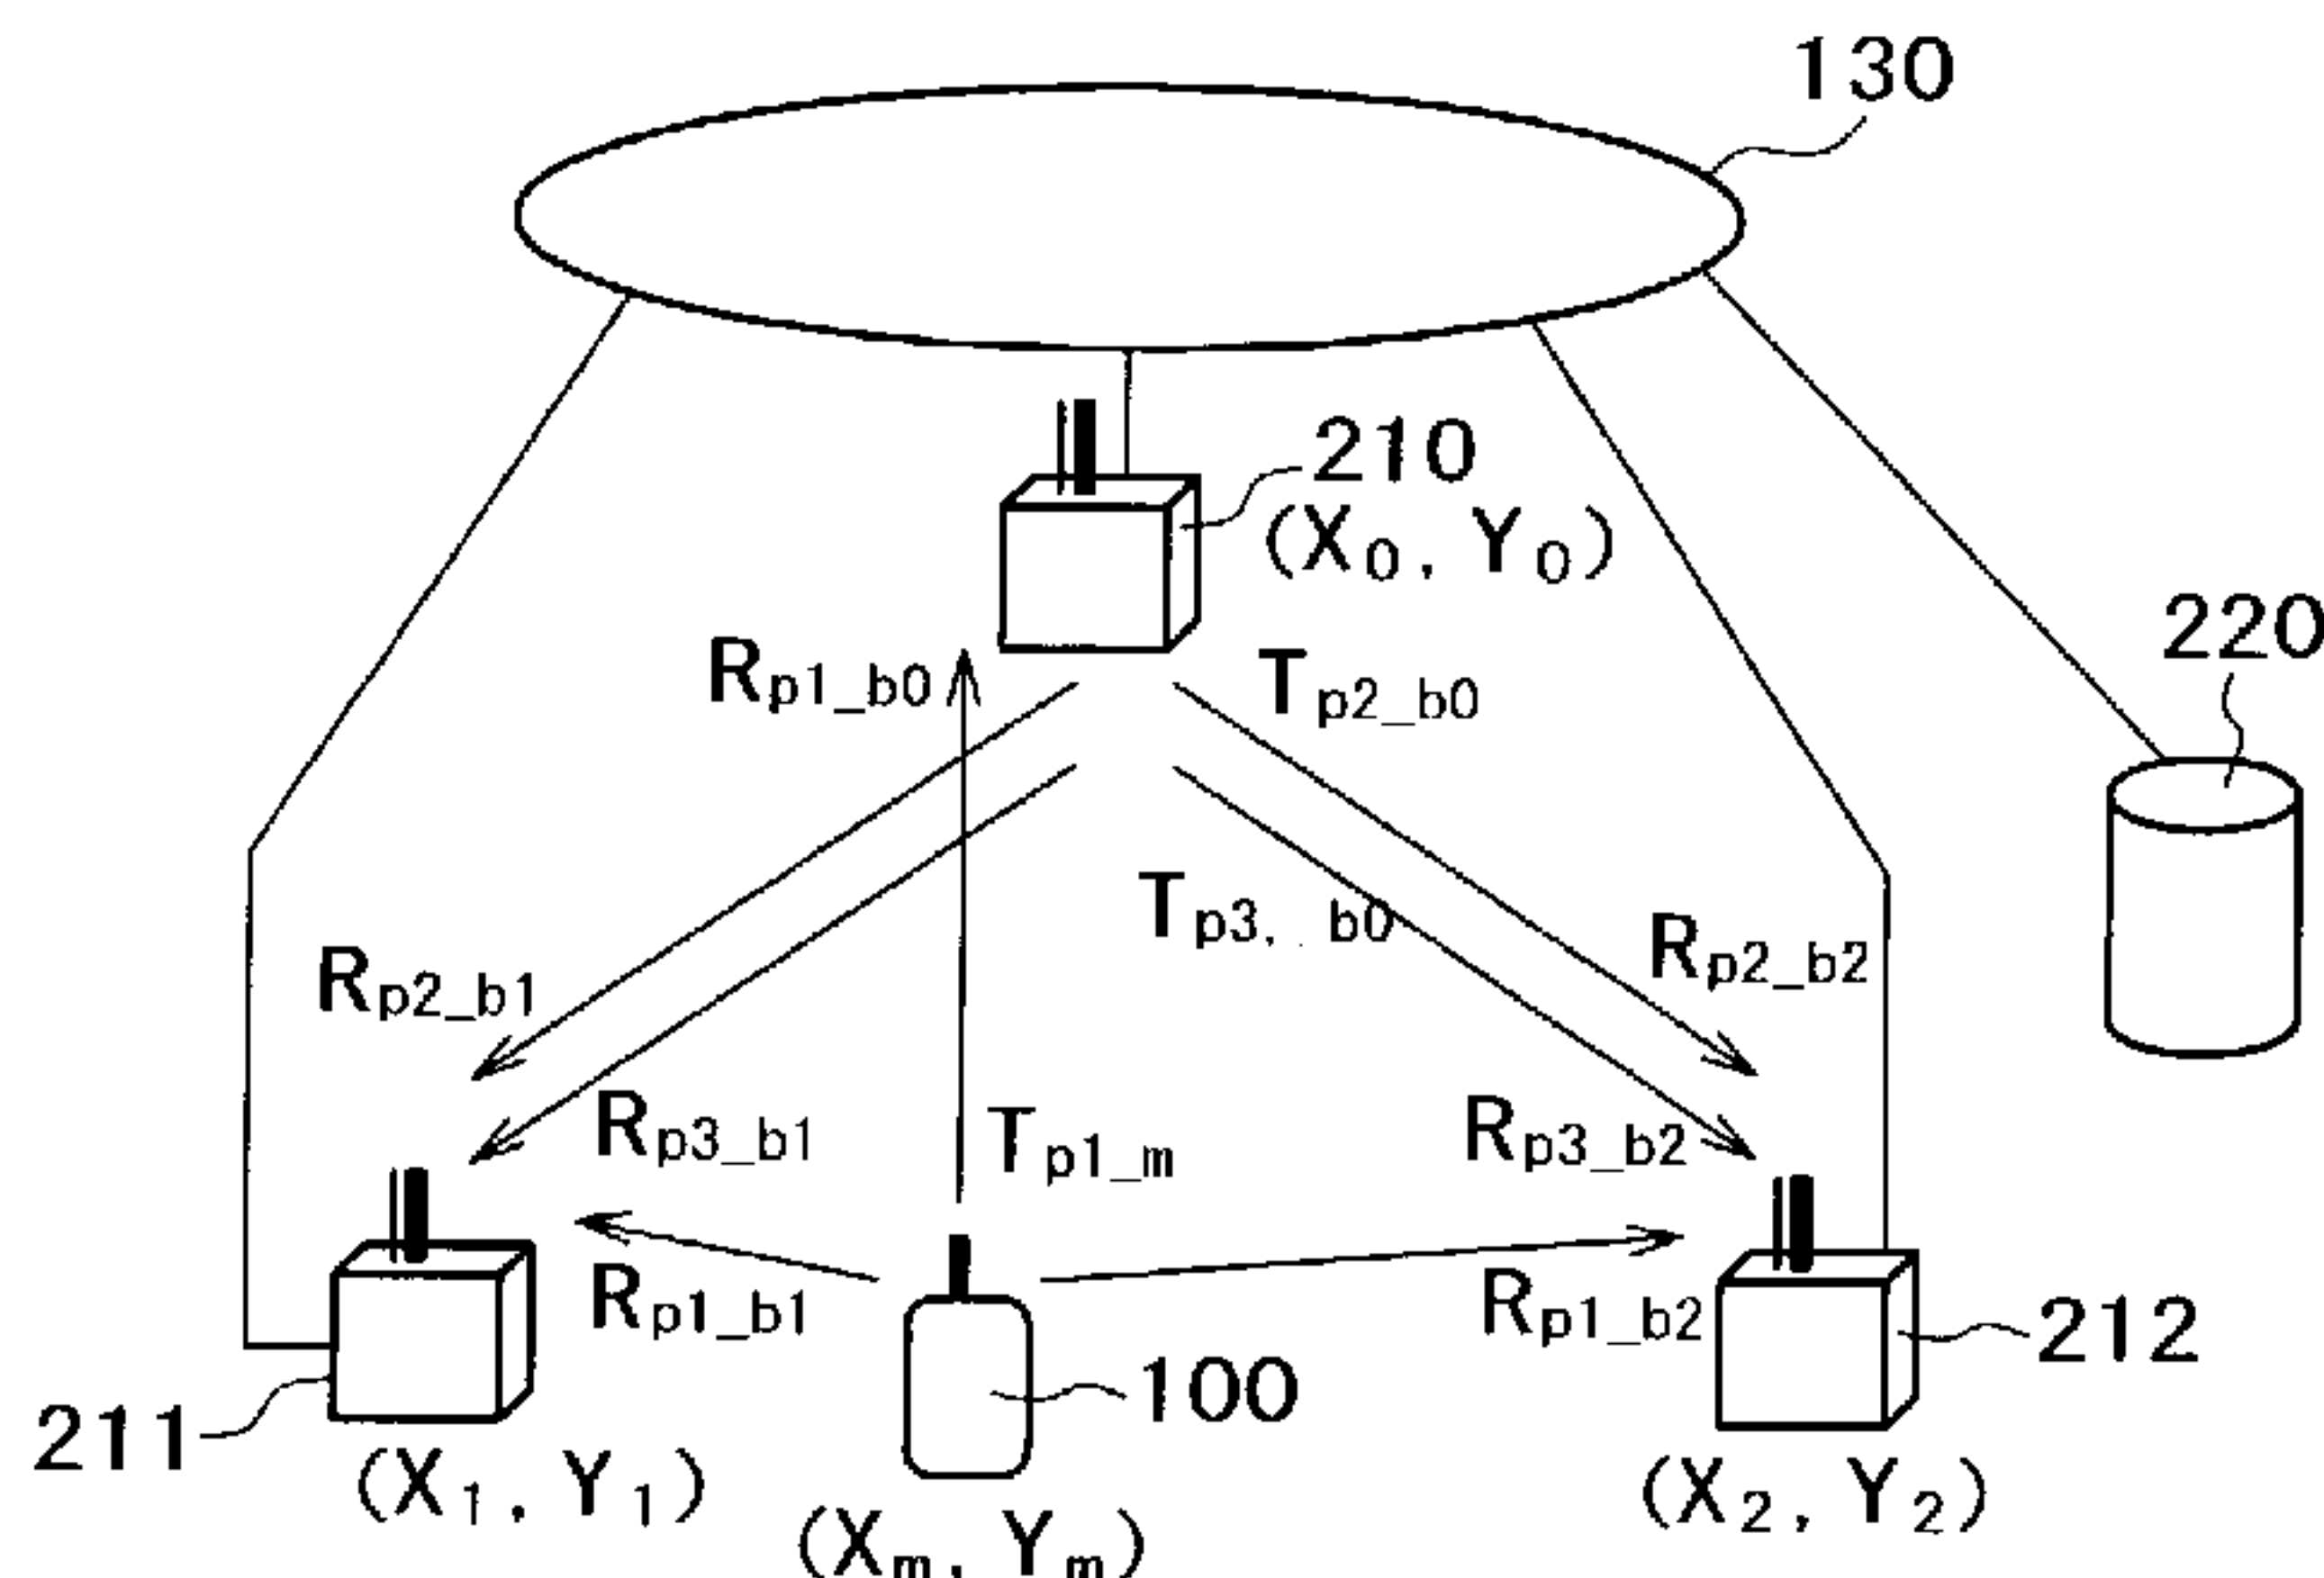 130
210
(X0, Y0)
220
Rp1_b0
Tp2_b0
Tp3, b0
Rp2_b1
Rp2_b2
Rp3_b1
Tp1_m
Rp3_b2
Rp1_b1
Rp1_b2
212
100
211
(X1, Y1)
(X2, Y2)
(Xm, Ym)